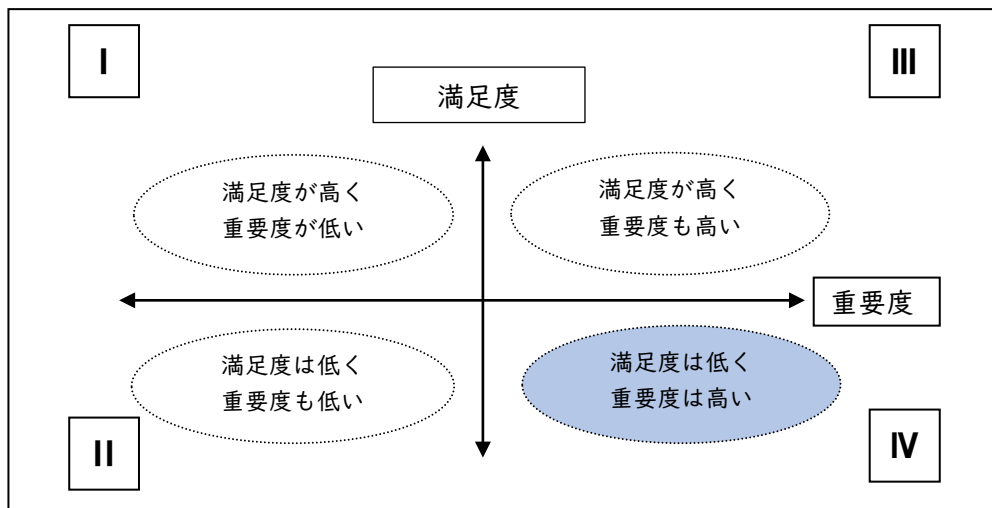 Ⅰ
Ⅲ
満足度
満足度が高く
重要度が低い
満足度が高く
重要度も高い
重要度
満足度は低く
重要度も低い
満足度は低く
重要度は高い
Ⅱ
Ⅳ